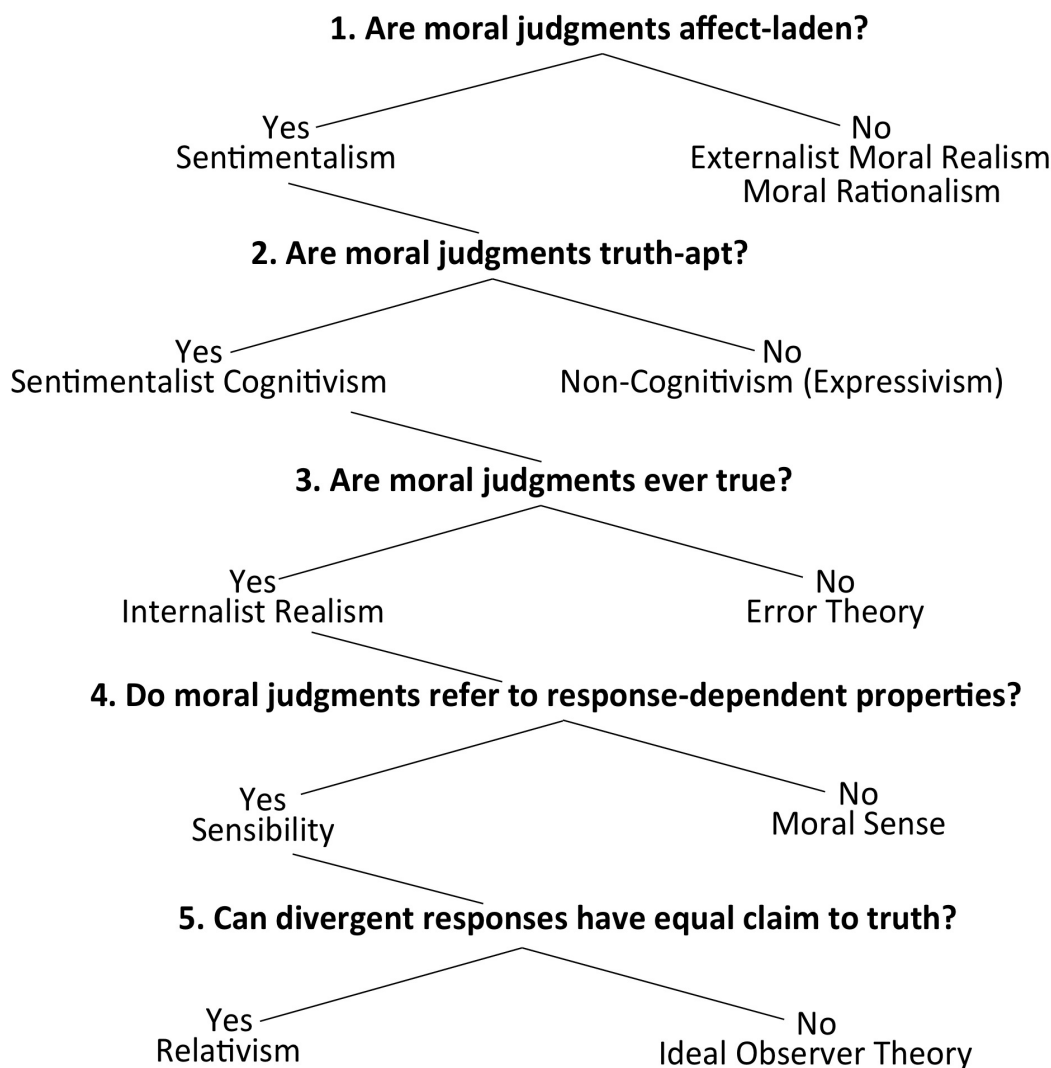 1. Are moral judgments affect-laden?
Yes
Sentimentalism
No
Externalist Moral Realism
Moral Rationalism
2. Are moral judgments truth-apt?
Yes
Sentimentalist Cognitivism
No
Non-Cognitivism (Expressivism)
3. Are moral judgments ever true?
Yes
Internalist Realism
No
Error Theory
4. Do moral judgments refer to response-dependent properties?
Yes
Sensibility
No
Moral Sense
5. Can divergent responses have equal claim to truth?
Yes
Relativism
No
Ideal Observer Theory